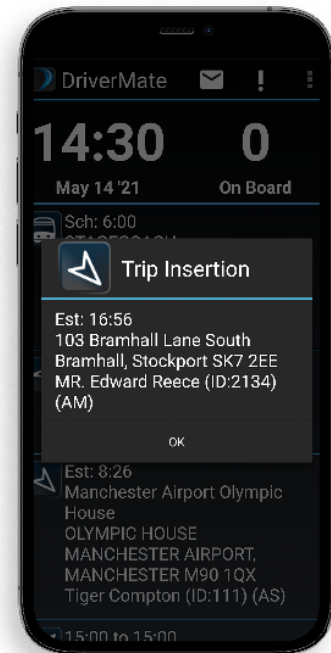 DriverMate
14:30
0
May 14 '21
On Board
Sch: 6:00
Trip Insertion
Est: 16:56
103 Bramhall Lane South
Bramhall, Stockport SK7 2EE
MR. Edward Reece (ID:2134)
(AM)
OK
Est: 8:26
Manchester Airport Olympic
House
OLYMPIC HOUSE
MANCHESTER AIRPORT,
MANCHESTER M90 1QX
Tiger Compton (ID:111) (AS)
15:00 to 15:00